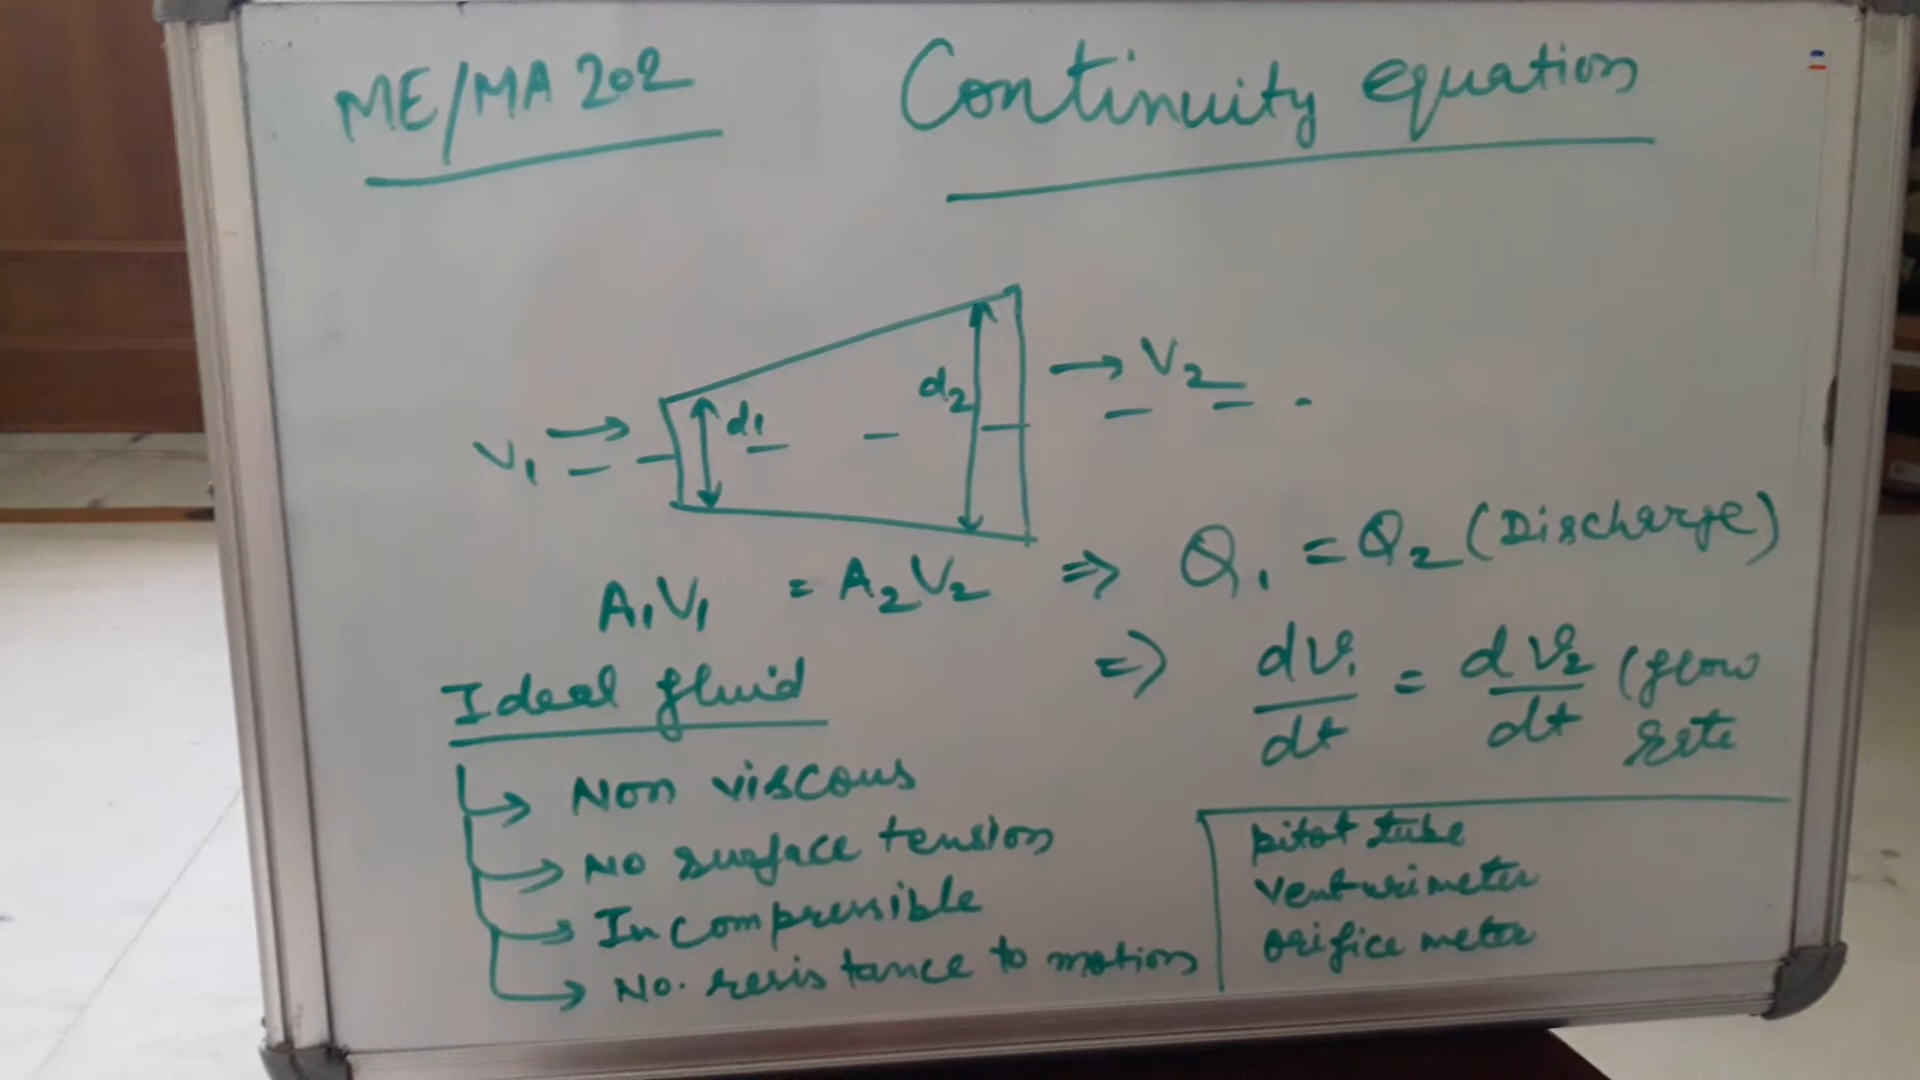 ME/MA 202
Continuity equation
d1
d2
V1
V2
A1V1 = A2V2 => Q1 = Q2 (Discharge)
=> dV1/dt = dV2/dt (flow rate
Ideal fluid
Non viscous
No surface tension
Incompressible
No. resistance to motion
pitot tube
venturimeter
orifice meter